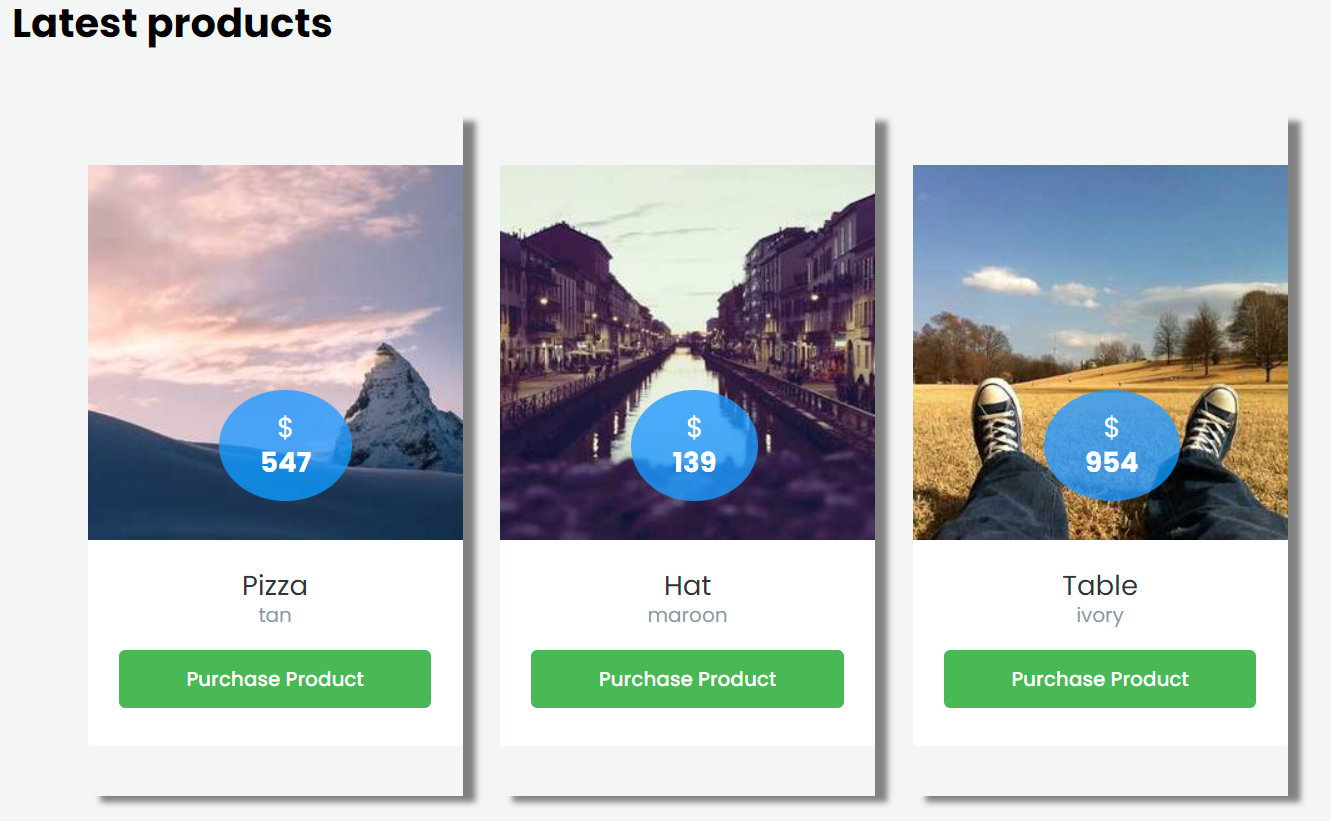 Latest products
$
547
$
139
$
954
Pizza
tan
Hat
maroon
Table
ivory
Purchase Product
Purchase Product
Purchase Product